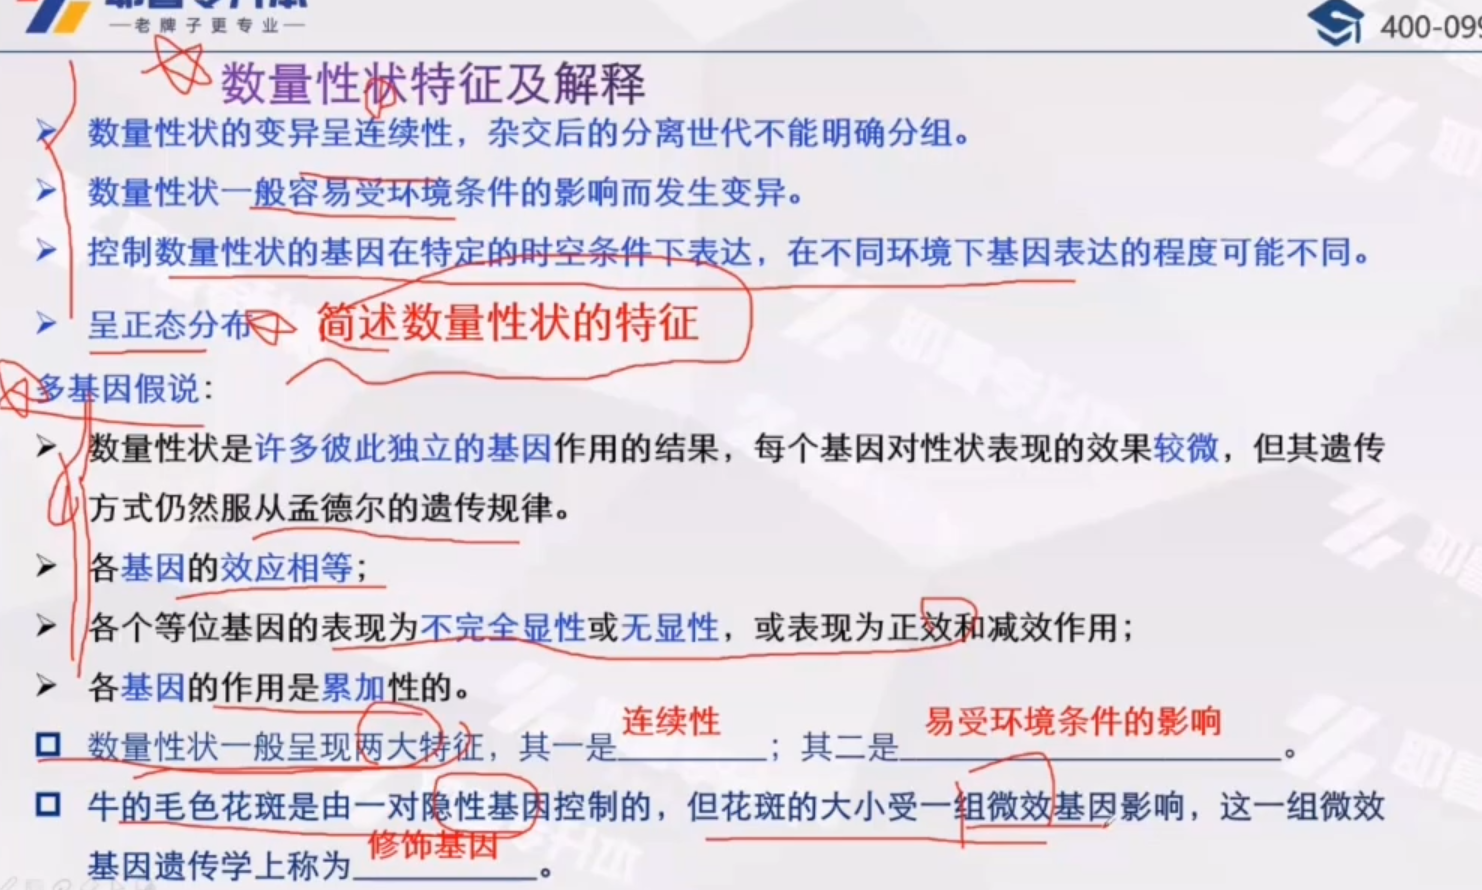 —老牌子更专业—
400-099
数量性状特征及解释
数量性状的变异呈连续性，杂交后的分离世代不能明确分组。
数量性状一般容易受环境条件的影响而发生变异。
控制数量性状的基因在特定的时空条件下表达，在不同环境下基因表达的程度可能不同。
呈正态分布 简述数量性状的特征
多基因假说：
数量性状是许多彼此独立的基因作用的结果，每个基因对性状表现的效果较微，但其遗传
方式仍然服从孟德尔的遗传规律。
各基因的效应相等；
各个等位基因的表现为不完全显性或无显性，或表现为正效和减效作用；
各基因的作用是累加性的。
数量性状一般呈现两大特征，其一是连续性；其二是易受环境条件的影响。
牛的毛色花斑是由一对隐性基因控制的，但花斑的大小受一组微效基因影响，这一组微效
基因遗传学上称为修饰基因。